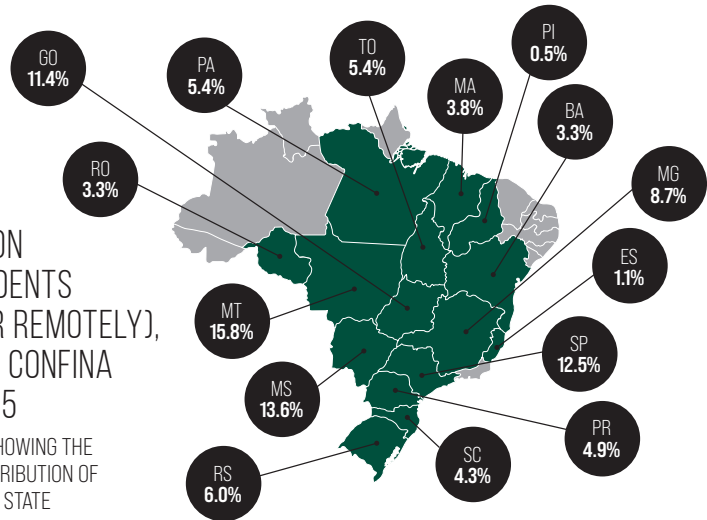 GO
11.4%
PA
5.4%
TO
5.4%
PI
0.5%
MA
3.8%
BA
3.3%
RO
3.3%
MG
8.7%
ES
1.1%
MT
15.8%
SP
12.5%
MS
13.6%
PR
4.9%
SC
4.3%
RS
6.0%
ON
DENTS
R REMOTELY),
CONFINA
5
HOWING THE
RIBUTION OF
STATE